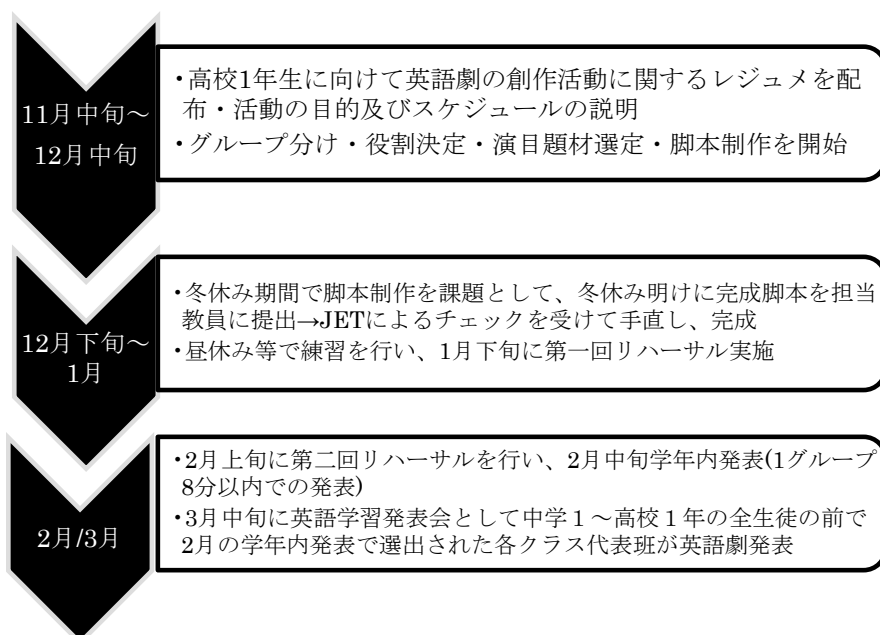 11月中旬～
12月中旬
・高校1年生に向けて英語劇の創作活動に関するレジュメを配
布・活動の目的及びスケジュールの説明
・グループ分け・役割決定・演目題材選定・脚本制作を開始
12月下旬～
1月
・冬休み期間で脚本制作を課題として、冬休み明けに完成脚本を担当
教員に提出→JETによるチェックを受けて手直し、完成
・昼休み等で練習を行い、1月下旬に第一回リハーサル実施
2月/3月
・2月上旬に第二回リハーサルを行い、2月中旬学年内発表(1グループ
8分以内での発表)
・3月中旬に英語学習発表会として中学１～高校１年の全生徒の前で
2月の学年内発表で選出された各クラス代表班が英語劇発表